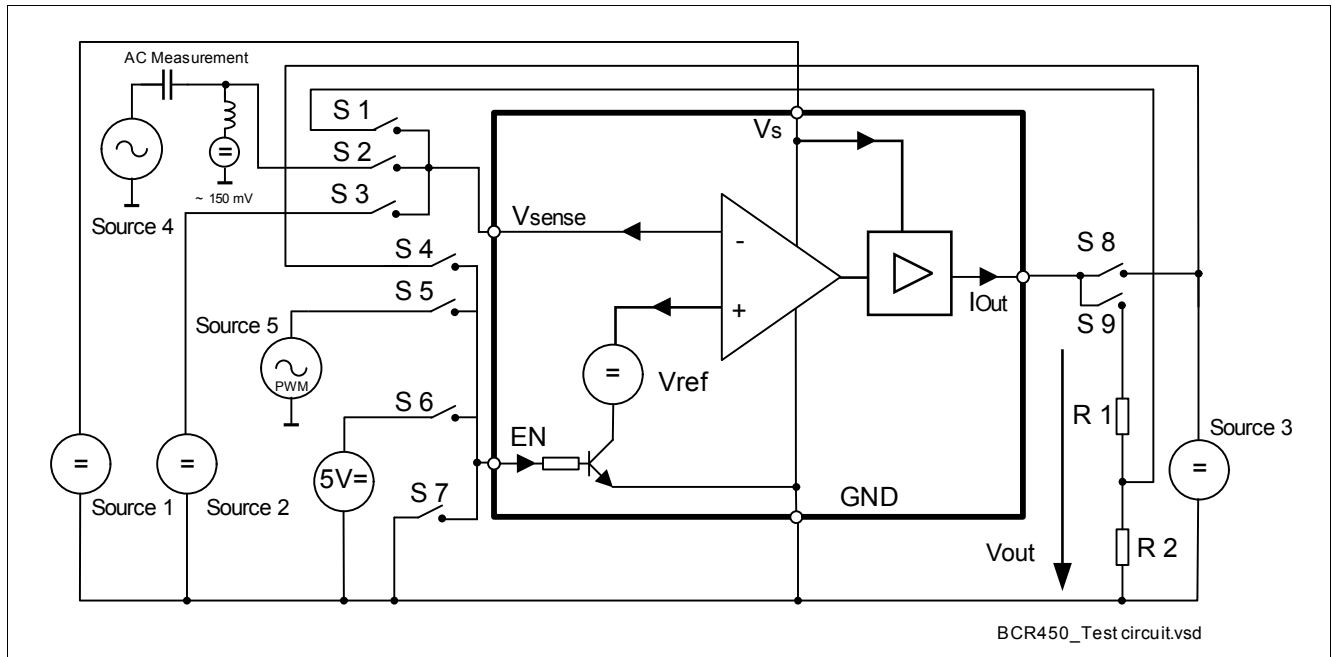 AC Measurement
S 1
S 2
S 3
~ 150 mV
Source 4
Vs
Vsense
-
+
=
Vref
S 4
S 5
Source 5
PWM
S 6
EN
5V=
S 7
=
Source 1
=
Source 2
GND
IOut
S 8
S 9
R 1
R 2
Source 3
=
Vout
=
BCR450_Test circuit.vsd